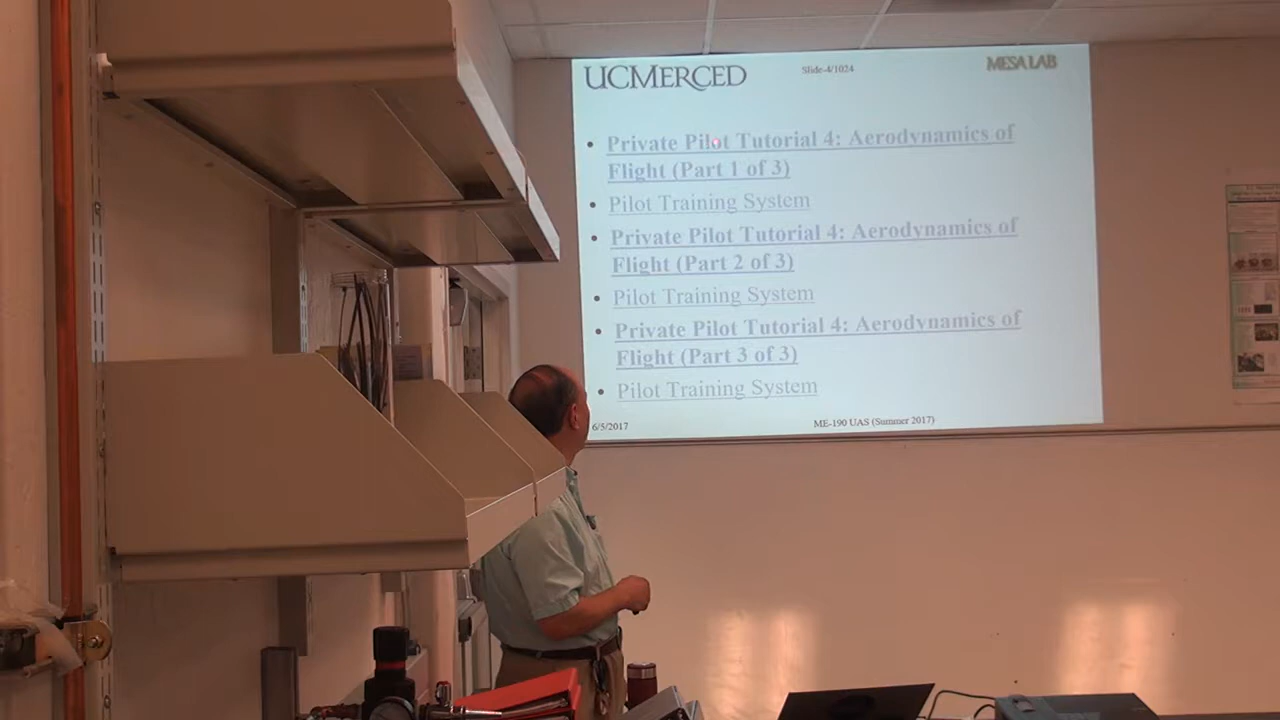 UCMERCED
Slide-4/1024
MESA LAB
• Private Pilot Tutorial 4: Aerodynamics of
Flight (Part 1 of 3)
• Pilot Training System
• Private Pilot Tutorial 4: Aerodynamics of
Flight (Part 2 of 3)
• Pilot Training System
• Private Pilot Tutorial 4: Aerodynamics of
Flight (Part 3 of 3)
• Pilot Training System
6/5/2017
ME-190 UAS (Summer 2017)